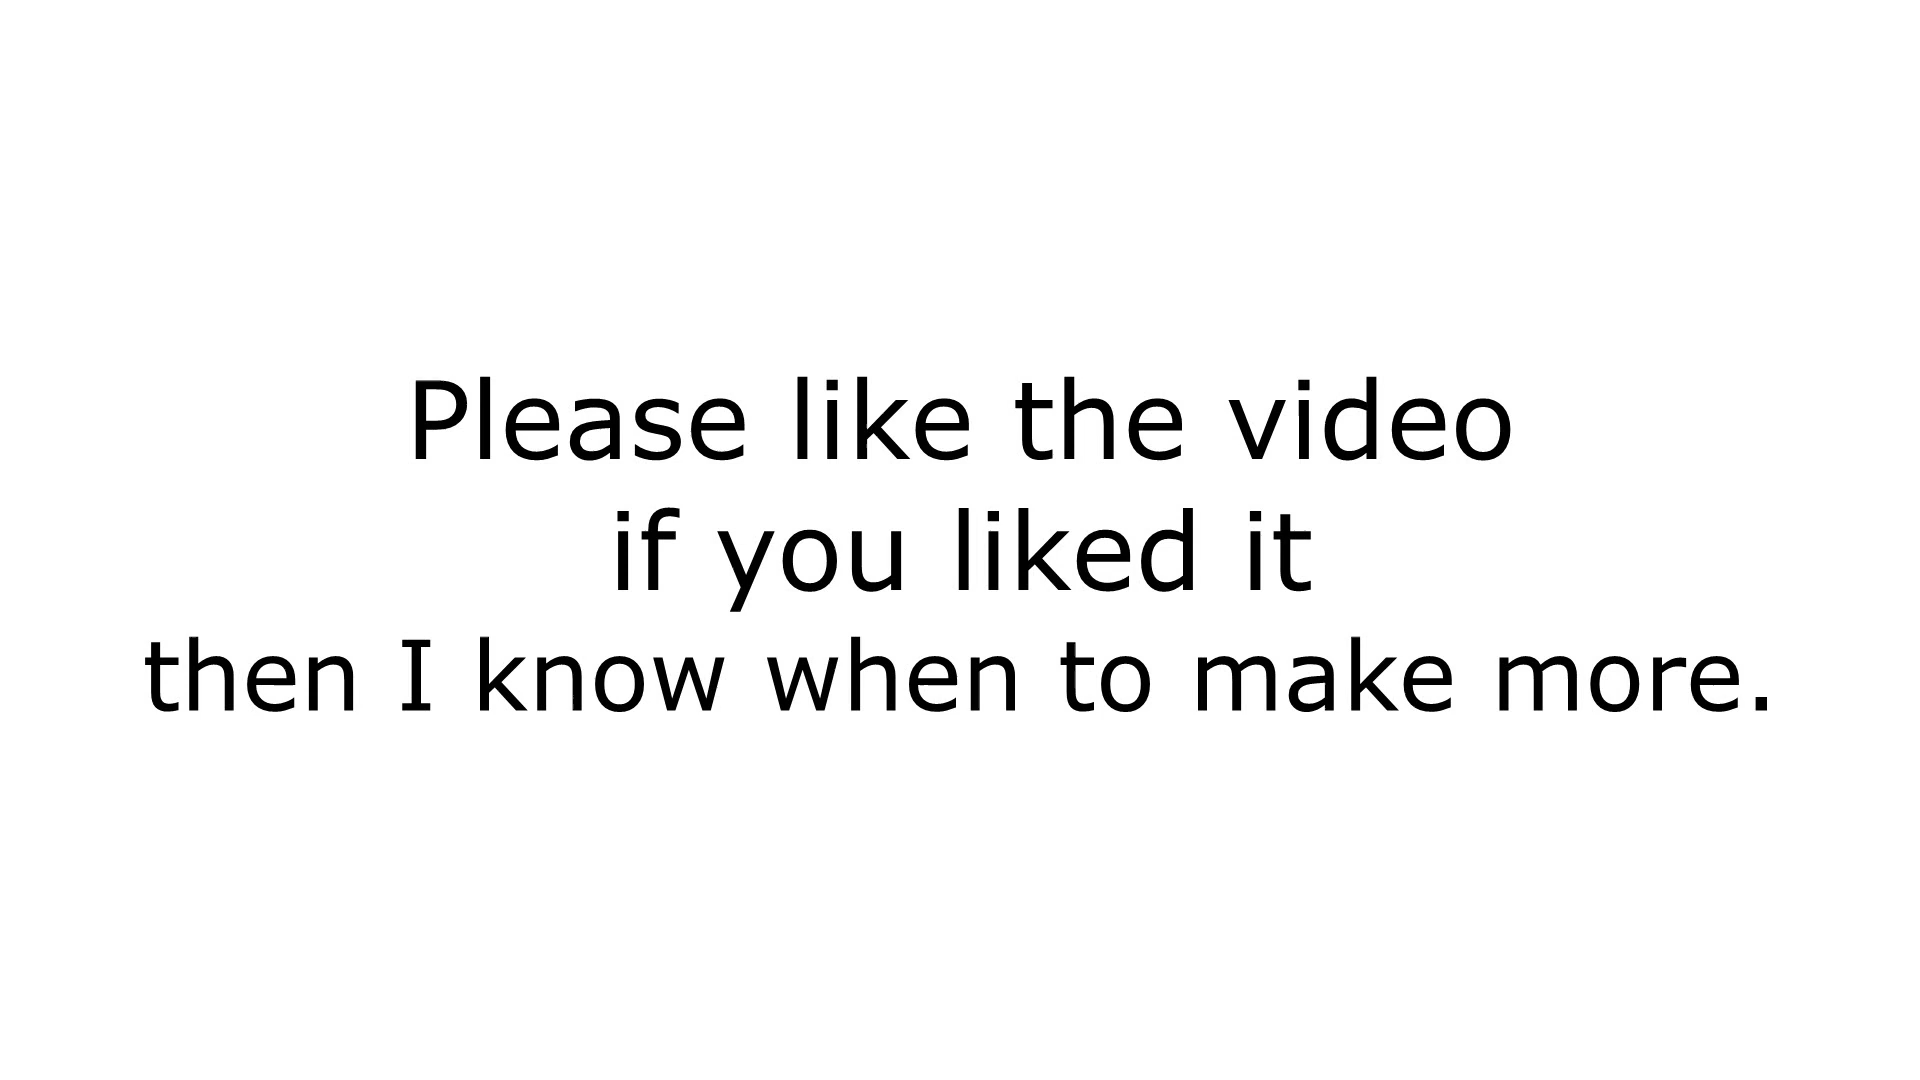 Please like the video
if you liked it
then I know when to make more.